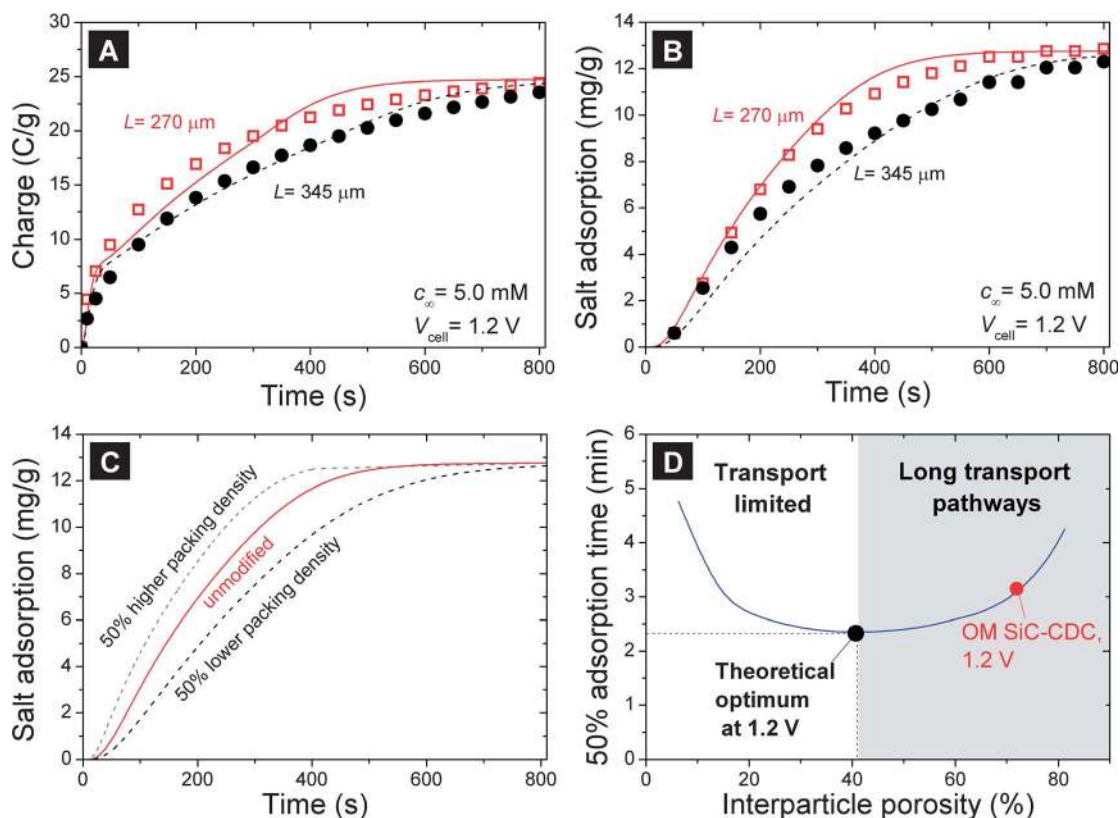 A
Charge (C/g)
30
25
20
15
10
5
0
L= 270 μm
L= 345 μm
c∞= 5.0 mM
Vcell= 1.2 V
0 200 400 600 800
Time (s)
B
Salt adsorption (mg/g)
12
10
8
6
4
2
0
L= 270 μm
L= 345 μm
c∞= 5.0 mM
Vcell= 1.2 V
0 200 400 600 800
Time (s)
C
Salt adsorption (mg/g)
14
12
10
8
6
4
2
0
50% higher packing density
unmodified
50% lower packing density
0 200 400 600 800
Time (s)
D
50% adsorption time (min)
6
5
4
3
2
1
0
Transport
limited
Long transport
pathways
OM SiC-CDC,
1.2 V
Theoretical
optimum
at 1.2 V
0 20 40 60 80
Interparticle porosity (%)